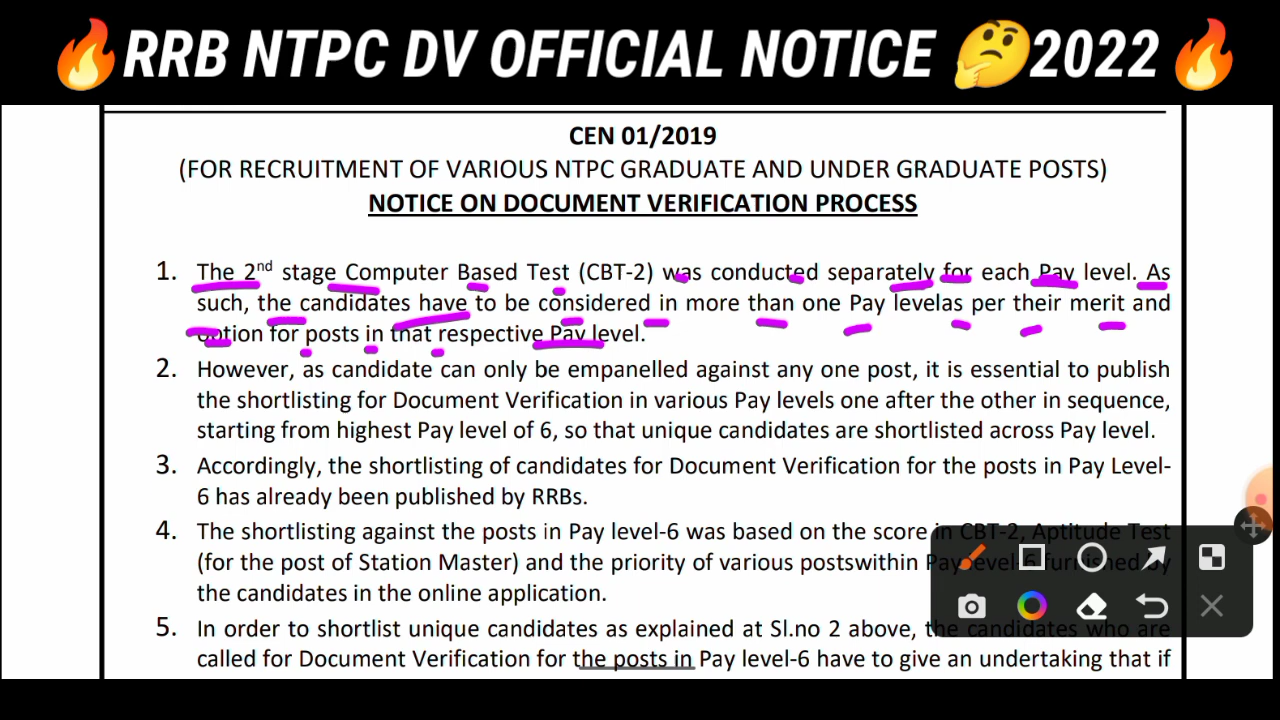 🔥RRB NTPC DV OFFICIAL NOTICE 🤔2022🔥
CEN 01/2019
(FOR RECRUITMENT OF VARIOUS NTPC GRADUATE AND UNDER GRADUATE POSTS)
NOTICE ON DOCUMENT VERIFICATION PROCESS
1. The 2nd stage Computer Based Test (CBT-2) was conducted separately for each Pay level. As
such, the candidates have to be considered in more than one Pay levelas per their merit and
option for posts in that respective Pay level.
2. However, as candidate can only be empanelled against any one post, it is essential to publish
the shortlisting for Document Verification in various Pay levels one after the other in sequence,
starting from highest Pay level of 6, so that unique candidates are shortlisted across Pay level.
3. Accordingly, the shortlisting of candidates for Document Verification for the posts in Pay Level-
6 has already been published by RRBs.
4. The shortlisting against the posts in Pay level-6 was based on the score in CBT-2, Aptitude Test
(for the post of Station Master) and the priority of various postswithin Pay level-6 furnished by
the candidates in the online application.
5. In order to shortlist unique candidates as explained at Sl.no 2 above, the candidates who are
called for Document Verification for the posts in Pay level-6 have to give an undertaking that if